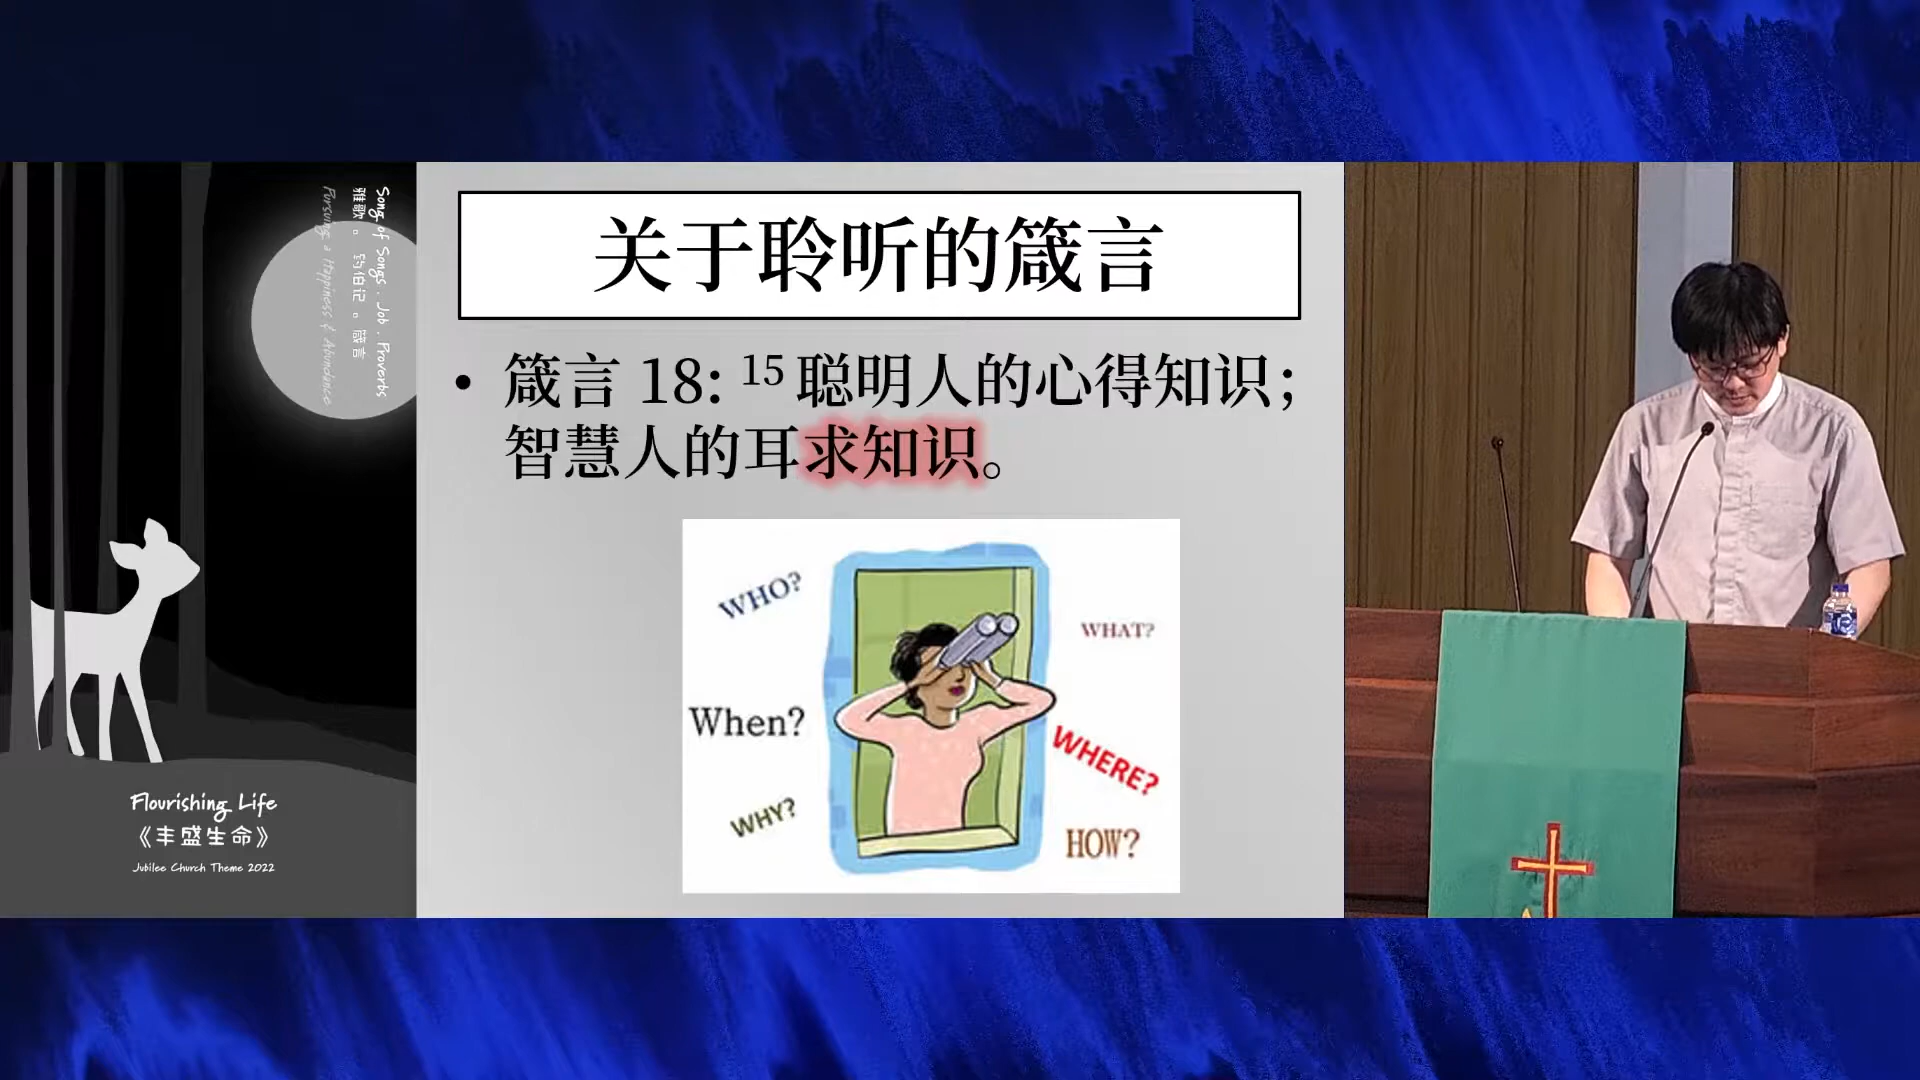 Song of Songs . Job . Proverbs
雅歌。约伯记。箴言
Pursuing a Happiness & Abundance
Flourishing Life
《丰盛生命》
Jubilee Church Theme 2022
关于聆听的箴言
• 箴言 18: 15 聪明人的心得知识;
智慧人的耳求知识。
WHO?
WHAT?
When?
WHERE?
WHY?
HOW?